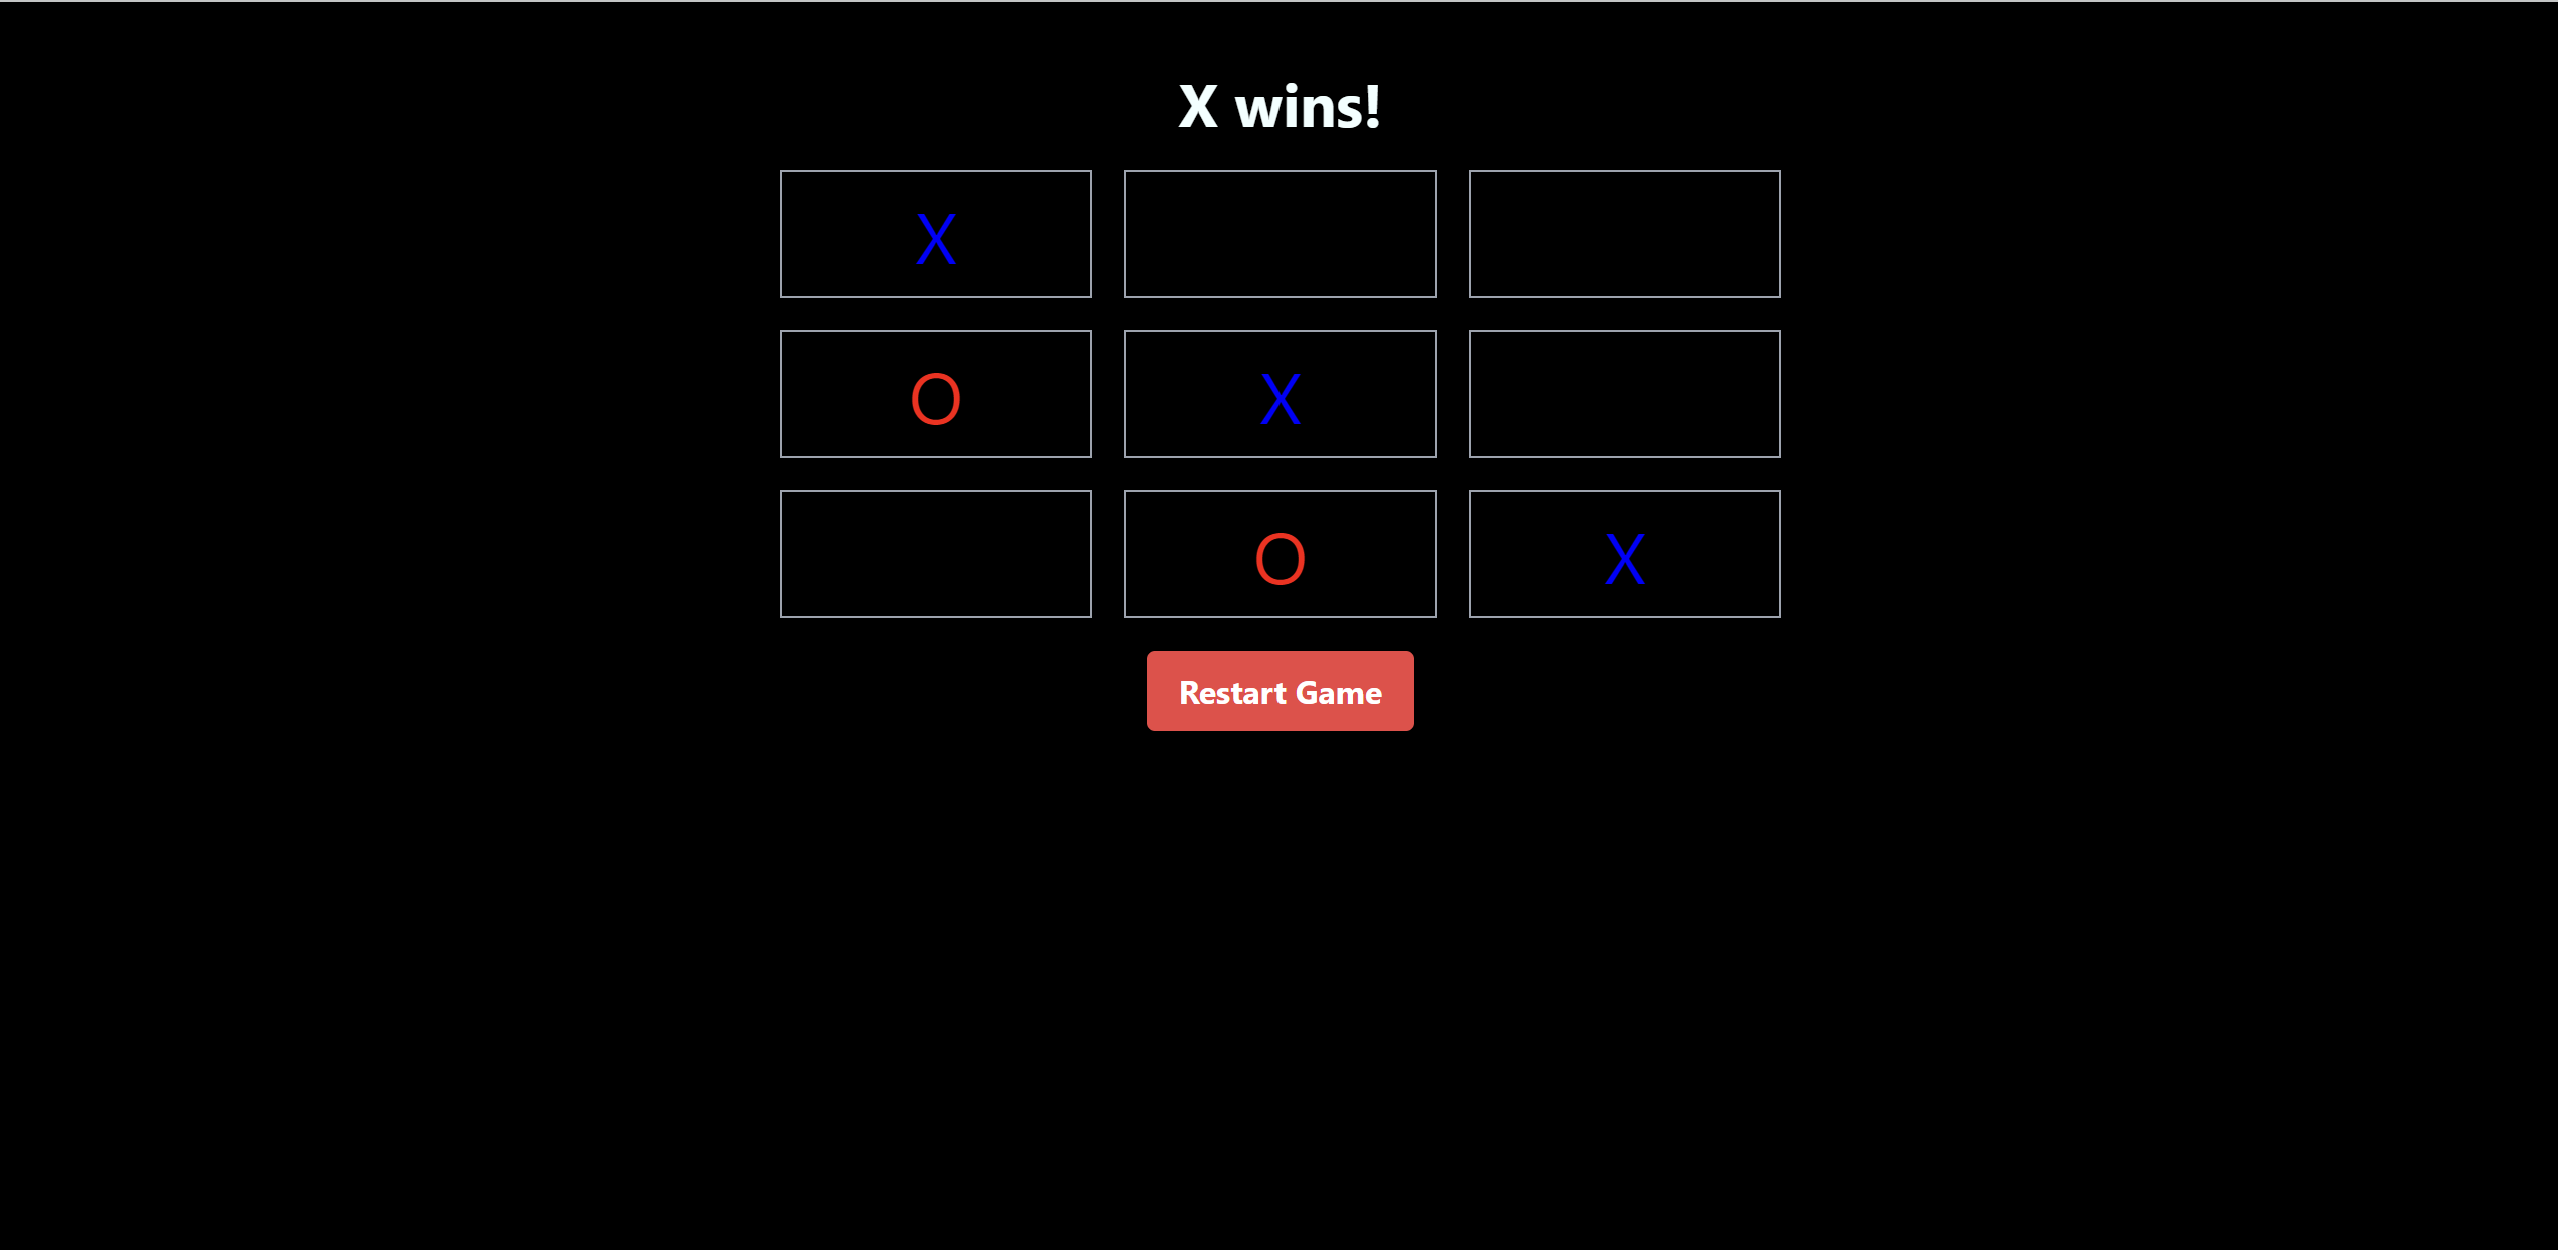 X wins!
X
O X
O X
Restart Game